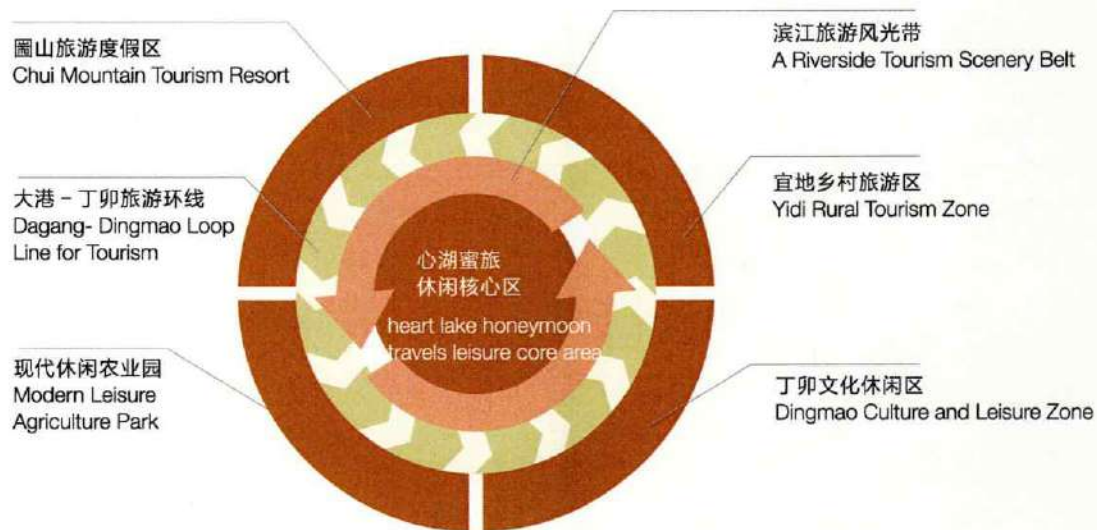 圌山旅游度假区
Chui Mountain Tourism Resort
滨江旅游风光带
A Riverside Tourism Scenery Belt
大港－丁卯旅游环线
Dagang- Dingmao Loop
Line for Tourism
宜地乡村旅游区
Yidi Rural Tourism Zone
心湖蜜旅
休闲核心区
heart lake honeymoon
travels leisure core area
现代休闲农业园
Modern Leisure
Agriculture Park
丁卯文化休闲区
Dingmao Culture and Leisure Zone